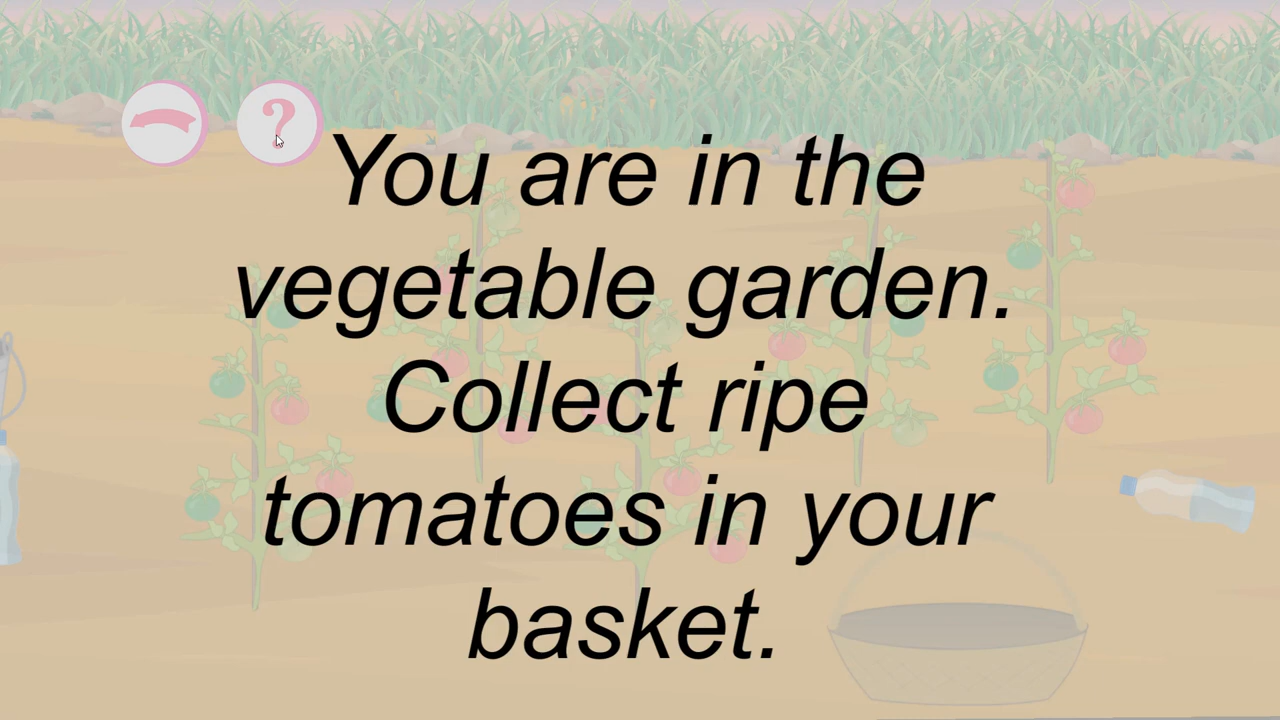 ?
You are in the
vegetable garden.
Collect ripe
tomatoes in your
basket.